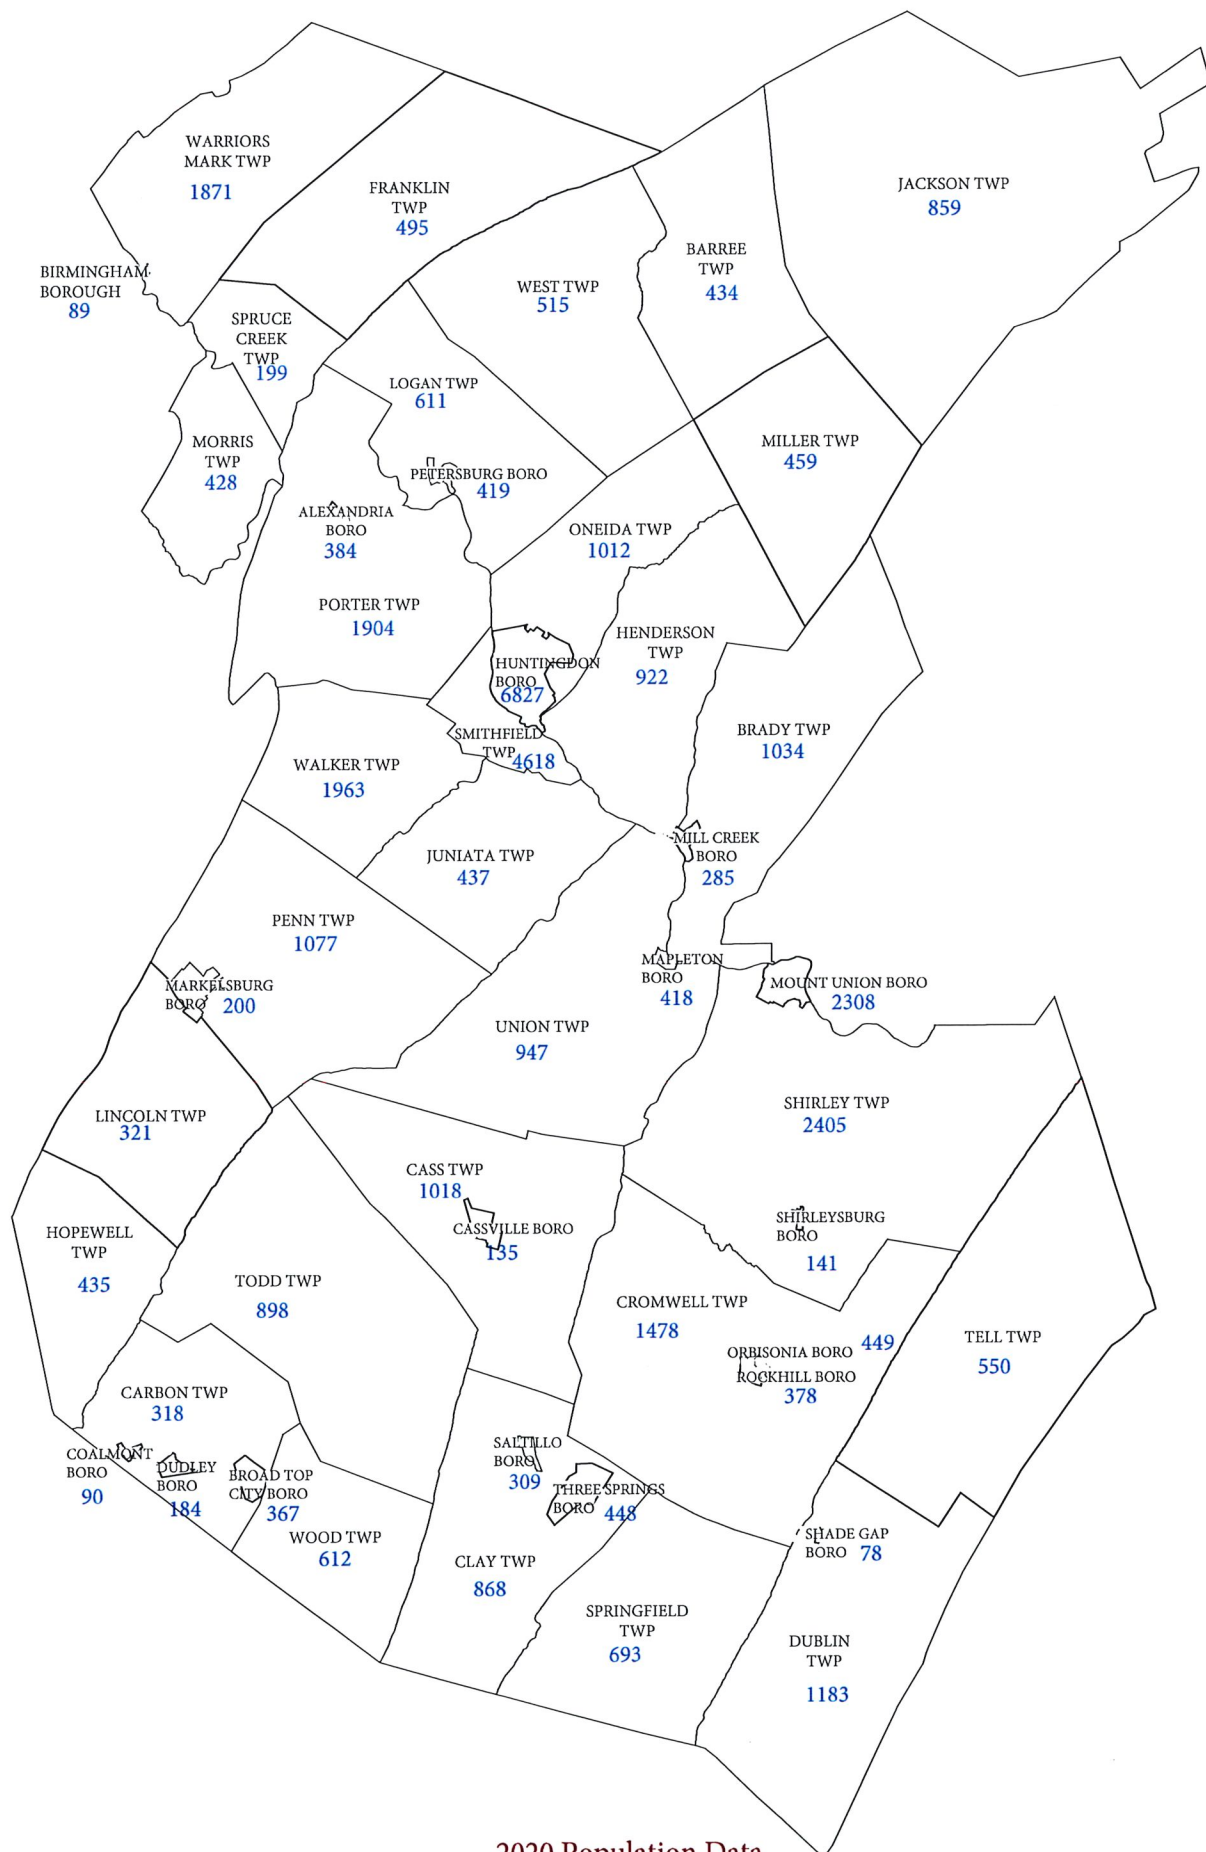 WARRIORS
MARK TWP
1871
FRANKLIN
TWP
495
JACKSON TWP
859
BARREE
TWP
434
BIRMINGHAM
BOROUGH
89
WEST TWP
515
SPRUCE
CREEK
TWP
199
LOGAN TWP
611
MORRIS
TWP
428
MILLER TWP
459
PETERSBURG BORO
419
ALEXANDRIA
BORO
384
ONEIDA TWP
1012
PORTER TWP
1904
HENDERSON
TWP
922
HUNTINGDON
BORO
6827
SMITHFIELD
TWP
4618
BRADY TWP
1034
WALKER TWP
1963
MILL CREEK
BORO
285
JUNIATA TWP
437
PENN TWP
1077
MAPLETON
BORO
418
MOUNT UNION BORO
2308
MARKELSBURG
BORO
200
UNION TWP
947
LINCOLN TWP
321
SHIRLEY TWP
2405
CASS TWP
1018
CASSVILLE BORO
135
SHIRLEYSBURG
BORO
141
HOPEWELL
TWP
435
TODD TWP
898
CROMWELL TWP
1478
ORBISONIA BORO
449
ROCKHILL BORO
378
TELL TWP
550
CARBON TWP
318
COALMONT
BORO
90
DUDLEY
BORO
184
BROAD TOP
CITY BORO
367
SALTILLO
BORO
309
THREE SPRINGS
BORO
448
WOOD TWP
612
CLAY TWP
868
SHADE GAP
BORO
78
SPRINGFIELD
TWP
693
DUBLIN
TWP
1183
2020 Population Data